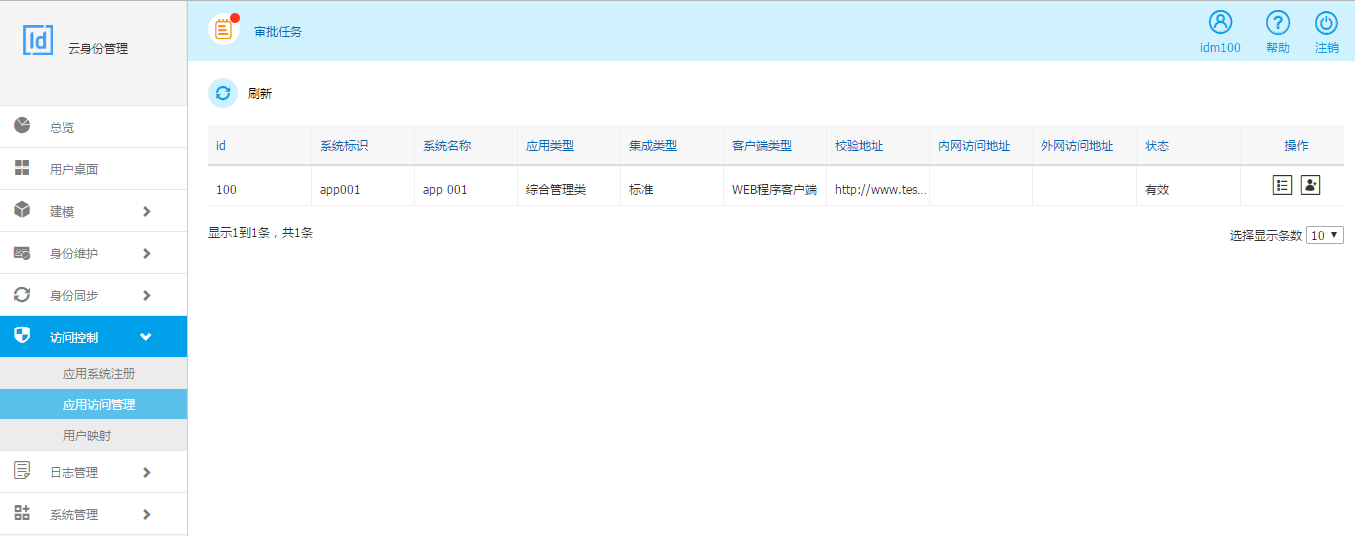 Id 云身份管理
审批任务
idm100 帮助 注销
刷新
总览
用户桌面
建模
身份维护
身份同步
访问控制
应用系统注册
应用访问管理
用户映射
日志管理
系统管理
id 系统标识 系统名称 应用类型 集成类型 客户端类型 校验地址 内网访问地址 外网访问地址 状态 操作
100 app001 app 001 综合管理类 标准 WEB程序客户端 http://www.tes... 有效
显示1到1条，共1条
选择显示条数 10